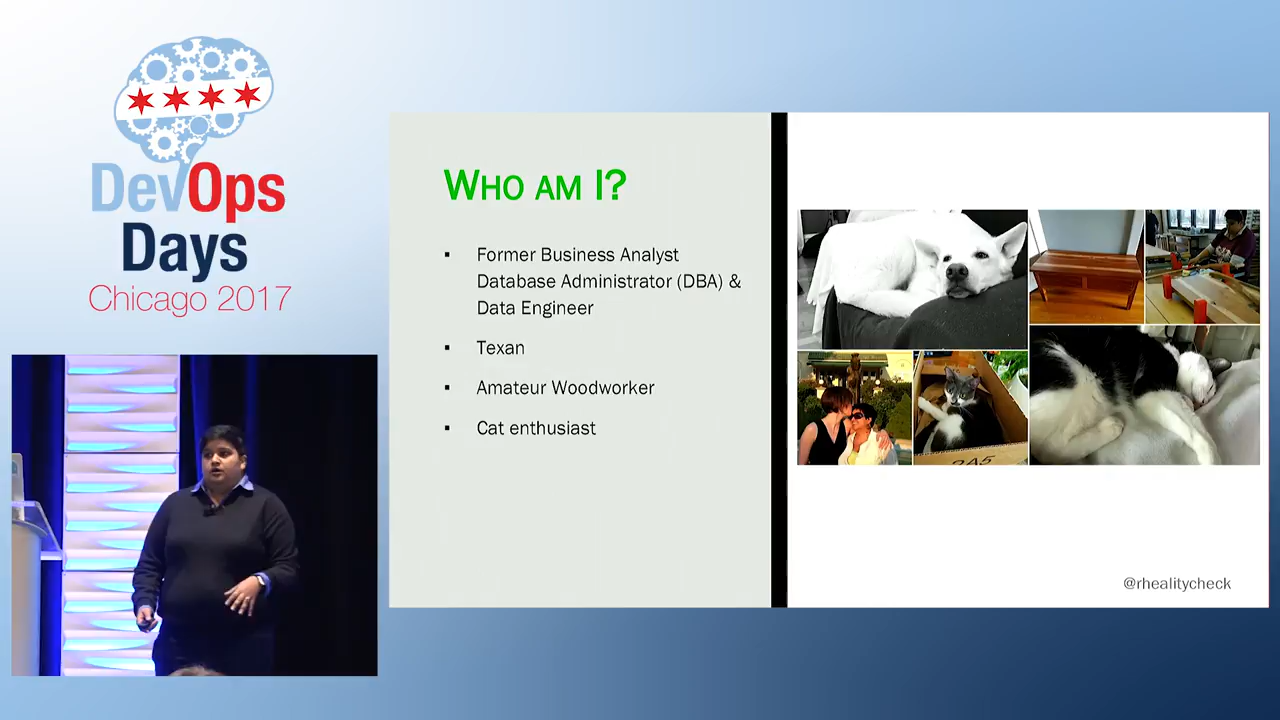 DevOps
Days
Chicago 2017
WHO AM I?
▪ Former Business Analyst
Database Administrator (DBA) &
Data Engineer
▪ Texan
▪ Amateur Woodworker
▪ Cat enthusiast
2A5
@rhealitycheck